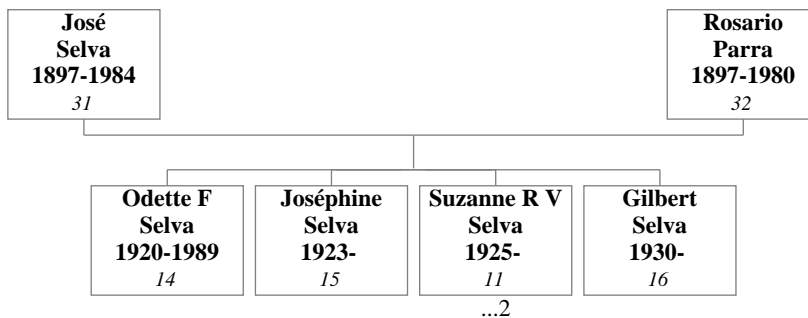 José
Selva
1897-1984
31
Rosario
Parra
1897-1980
32
Odette F
Selva
1920-1989
14
Joséphine
Selva
1923-
15
Suzanne R V
Selva
1925-
11
Gilbert
Selva
1930-
16
...2